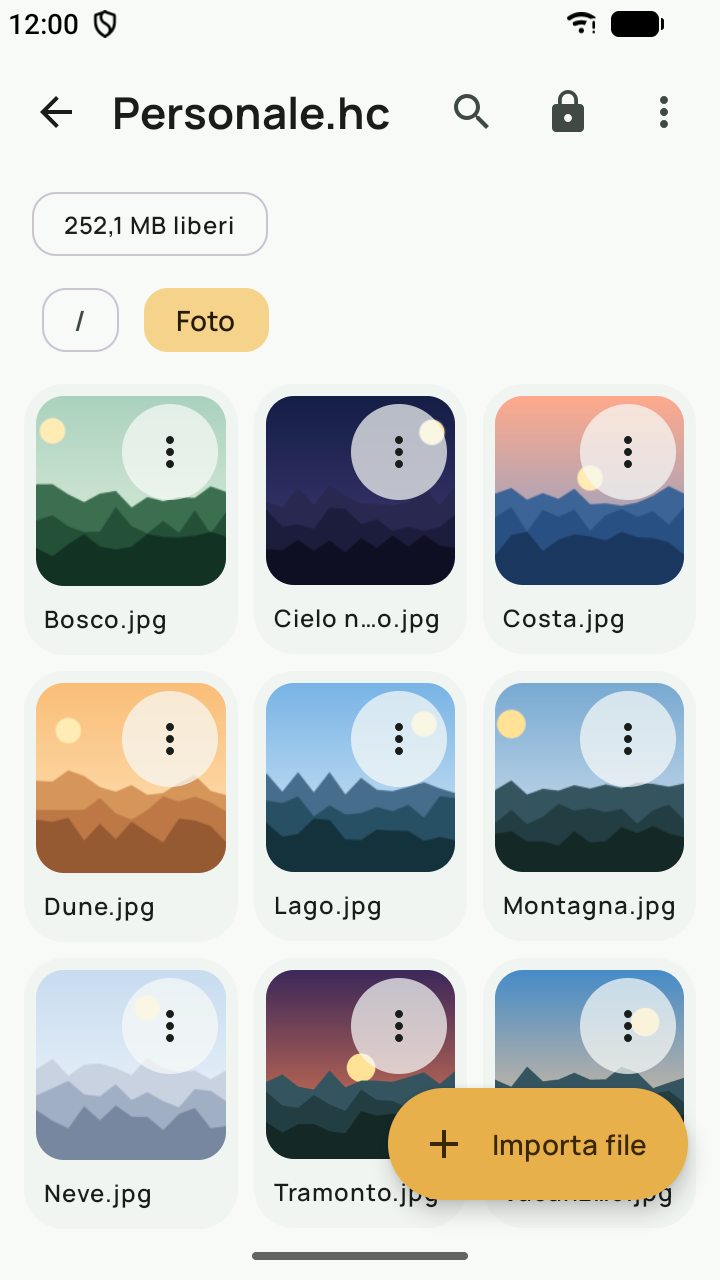 12:00
Personale.hc
252,1 MB liberi
/
Foto
Bosco.jpg
Cielo n…o.jpg
Costa.jpg
Dune.jpg
Lago.jpg
Montagna.jpg
Neve.jpg
Tramonto.jpg
Importa file